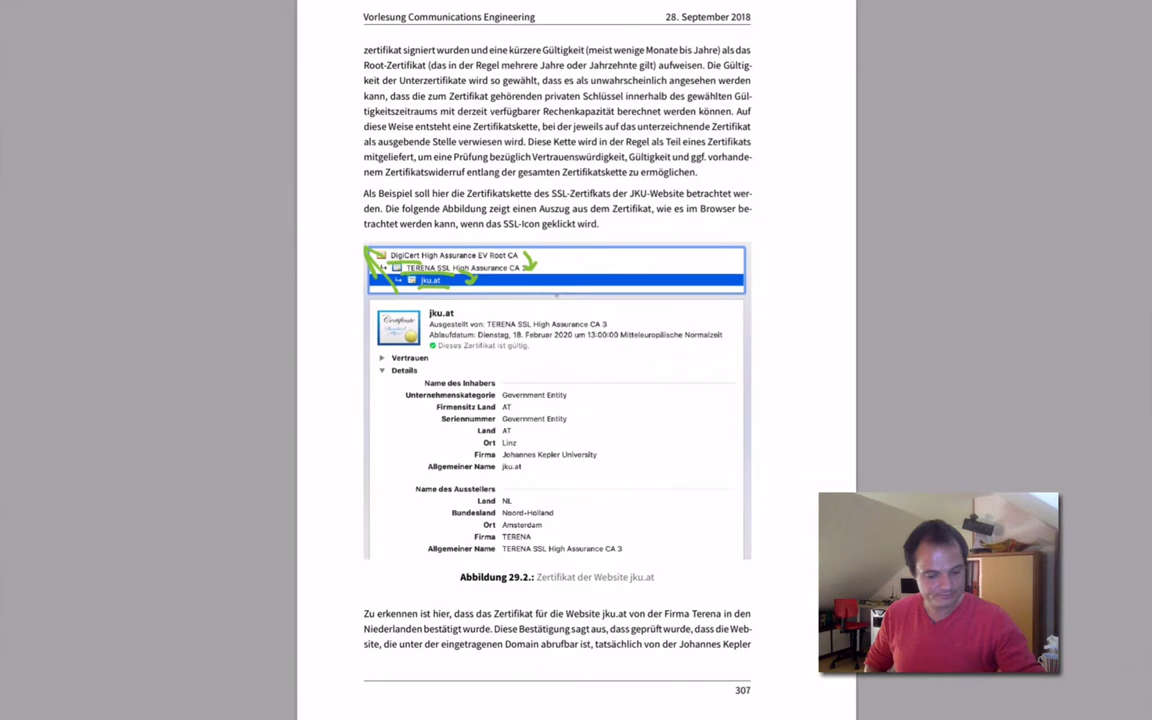 Vorlesung Communications Engineering 28. September 2018
zertifikat signiert wurden und eine kürzere Gültigkeit (meist wenige Monate bis Jahre) als das
Root-Zertifikat (das in der Regel mehrere Jahre oder Jahrzehnte gilt) aufweisen. Die Gültig-
keit der Unterzertifikate wird so gewählt, dass es als unwahrscheinlich angesehen werden
kann, dass die zum Zertifikat gehörenden privaten Schlüssel innerhalb des gewählten Gül-
tigkeitszeitraums mit derzeit verfügbarer Rechenkapazität berechnet werden können. Auf
diese Weise entsteht eine Zertifikatskette, bei der jeweils auf das unterzeichnende Zertifikat
als ausgebende Stelle verwiesen wird. Diese Kette wird in der Regel als Teil eines Zertifikats
mitgeliefert, um eine Prüfung bezüglich Vertrauenswürdigkeit, Gültigkeit und ggf. vorhande-
nem Zertifikatswiderruf entlang der gesamten Zertifikatskette zu ermöglichen.
Als Beispiel soll hier die Zertifikatskette des SSL-Zertifkats der JKU-Website betrachtet wer-
den. Die folgende Abbildung zeigt einen Auszug aus dem Zertifikat, wie es im Browser be-
trachtet werden kann, wenn das SSL-Icon geklickt wird.
DigiCert High Assurance EV Root CA
TERENA SSL High Assurance CA 3
jku.at
jku.at
Ausgestellt von: TERENA SSL High Assurance CA 3
Ablaufdatum: Dienstag, 18. Februar 2020 um 13:00:00 Mitteleuropäische Normalzeit
Dieses Zertifikat ist gültig.
Vertrauen
Details
Name des Inhabers
Unternehmenskategorie Government Entity
Firmensitz Land AT
Seriennummer Government Entity
Land AT
Ort Linz
Firma Johannes Kepler University
Allgemeiner Name jku.at
Name des Ausstellers
Land NL
Bundesland Noord-Holland
Ort Amsterdam
Firma TERENA
Allgemeiner Name TERENA SSL High Assurance CA 3
Abbildung 29.2.: Zertifikat der Website jku.at
Zu erkennen ist hier, dass das Zertifikat für die Website jku.at von der Firma Terena in den
Niederlanden bestätigt wurde. Diese Bestätigung sagt aus, dass geprüft wurde, dass die Web-
site, die unter der eingetragenen Domain abrufbar ist, tatsächlich von der Johannes Kepler
307